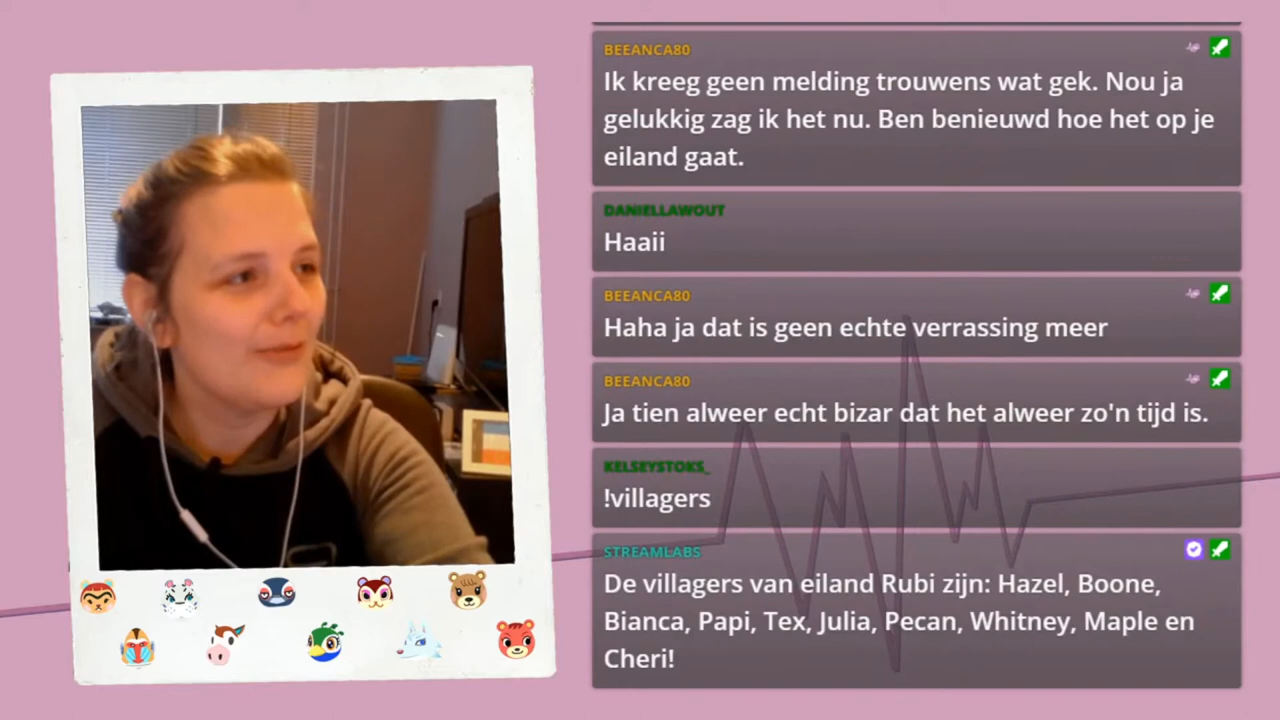 BEEANCA80
Ik kreeg geen melding trouwens wat gek. Nou ja
gelukkig zag ik het nu. Ben benieuwd hoe het op je
eiland gaat.
DANIELLAWOUT
Haaii
BEEANCA80
Haha ja dat is geen echte verrassing meer
BEEANCA80
Ja tien alweer echt bizar dat het alweer zo'n tijd is.
KELSEYSTOKS_
!villagers
STREAMLABS
De villagers van eiland Rubi zijn: Hazel, Boone,
Bianca, Papi, Tex, Julia, Pecan, Whitney, Maple en
Cheri!